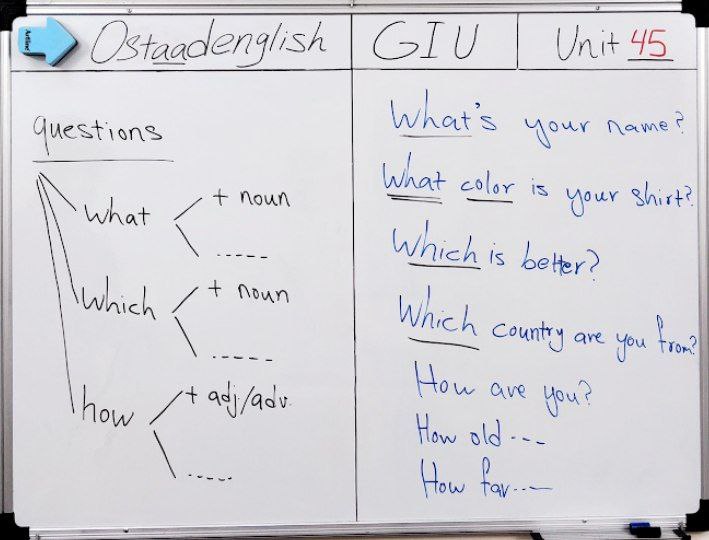 Artline
Ostaadenglish
GIU
Unit 45
questions
What
+ noun
-----
Which
+ noun
-----
how
+ adj/adv.
-----
What's your name?
What color is your shirt?
Which is better?
Which country are you from?
How are you?
How old ---
How far ---